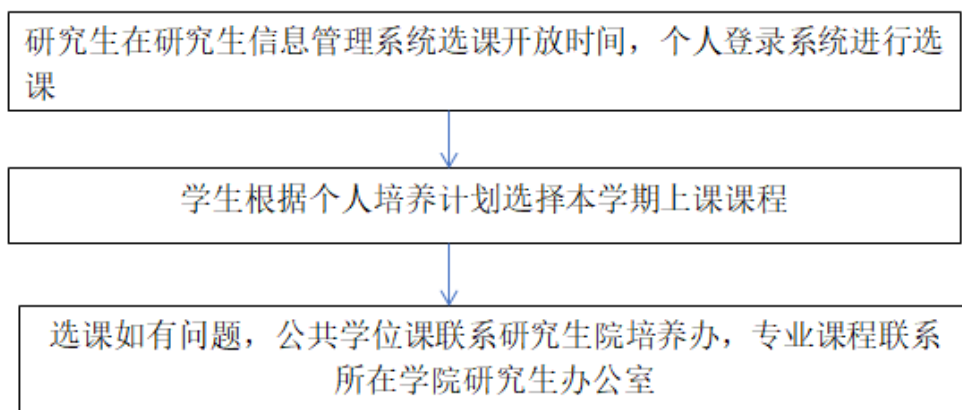 研究生在研究生信息管理系统选课开放时间，个人登录系统进行选
课
学生根据个人培养计划选择本学期上课课程
选课如有问题，公共学位课联系研究生院培养办，专业课程联系
所在学院研究生办公室